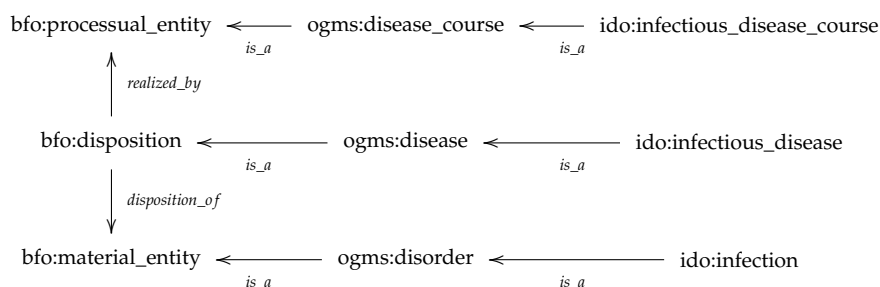 bfo:processual_entity ogms:disease_course ido:infectious_disease_course
is_a is_a
realized_by
bfo:disposition ogms:disease ido:infectious_disease
is_a is_a
disposition_of
bfo:material_entity ogms:disorder ido:infection
is_a is_a